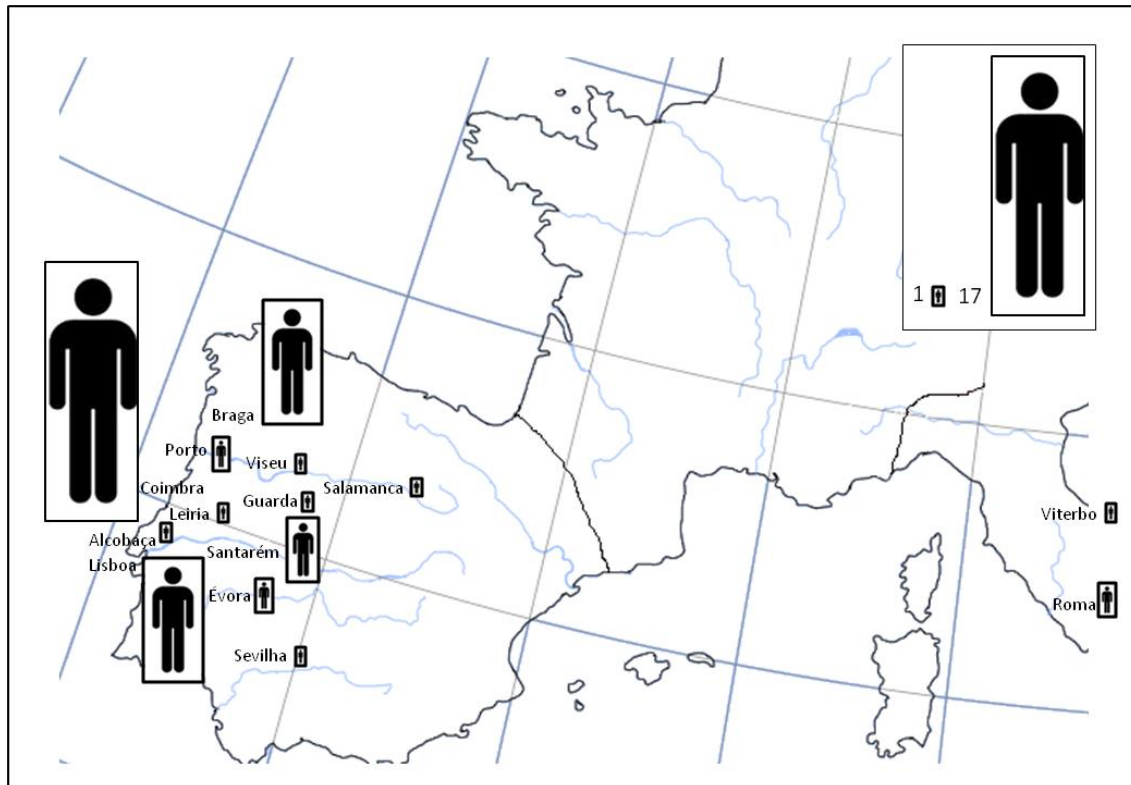 1
17
Braga
Porto
Viseu
Coimbra
Salamanca
Guarda
Leiria
Viterbo
Alcobaça
Santarém
Lisboa
Évora
Roma
Sevilha